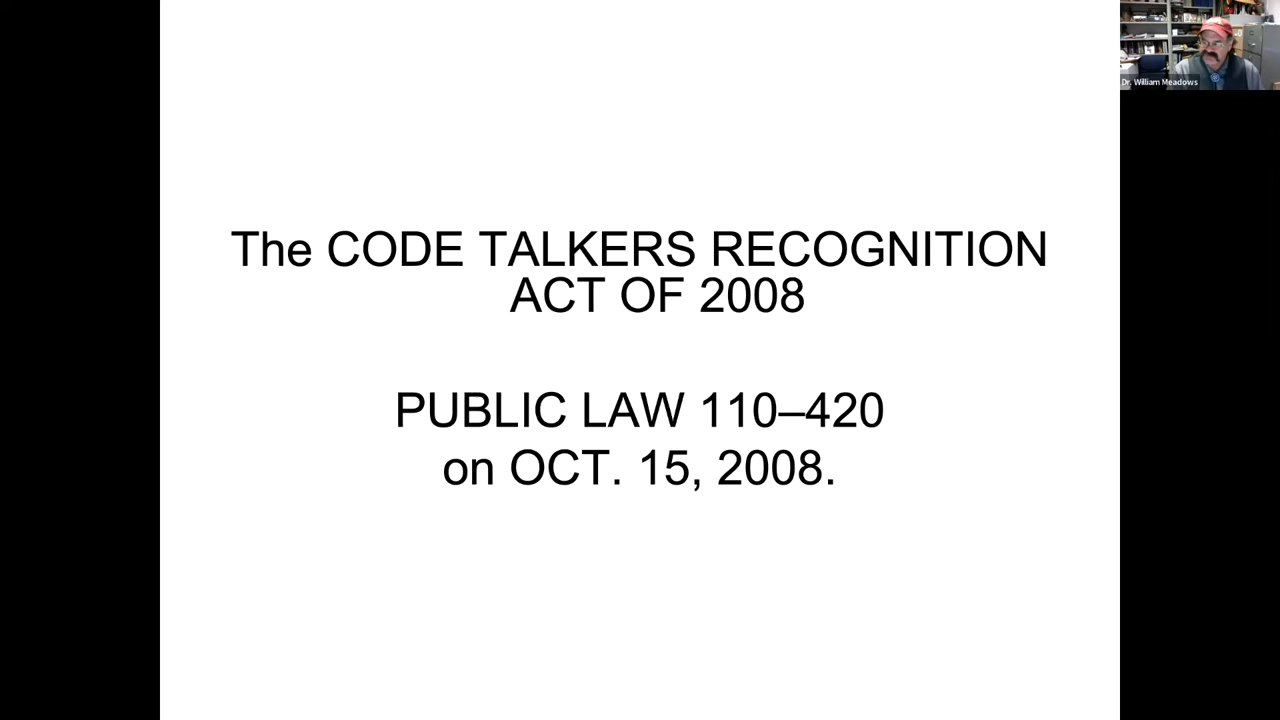 Dr. William Meadows
The CODE TALKERS RECOGNITION
ACT OF 2008
PUBLIC LAW 110–420
on OCT. 15, 2008.